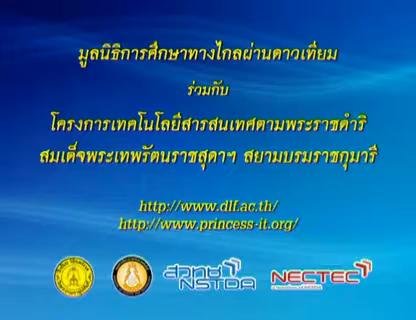 มูลนิธิการศึกษาทางไกลผ่านดาวเทียม
ร่วมกับ
โครงการเทคโนโลยีสารสนเทศตามพระราชดำริ
สมเด็จพระเทพรัตนราชสุดาฯ สยามบรมราชกุมารี
http://www.dlf.ac.th/
http://www.princess-it.org/
สวทช
NSTDA
NECTEC